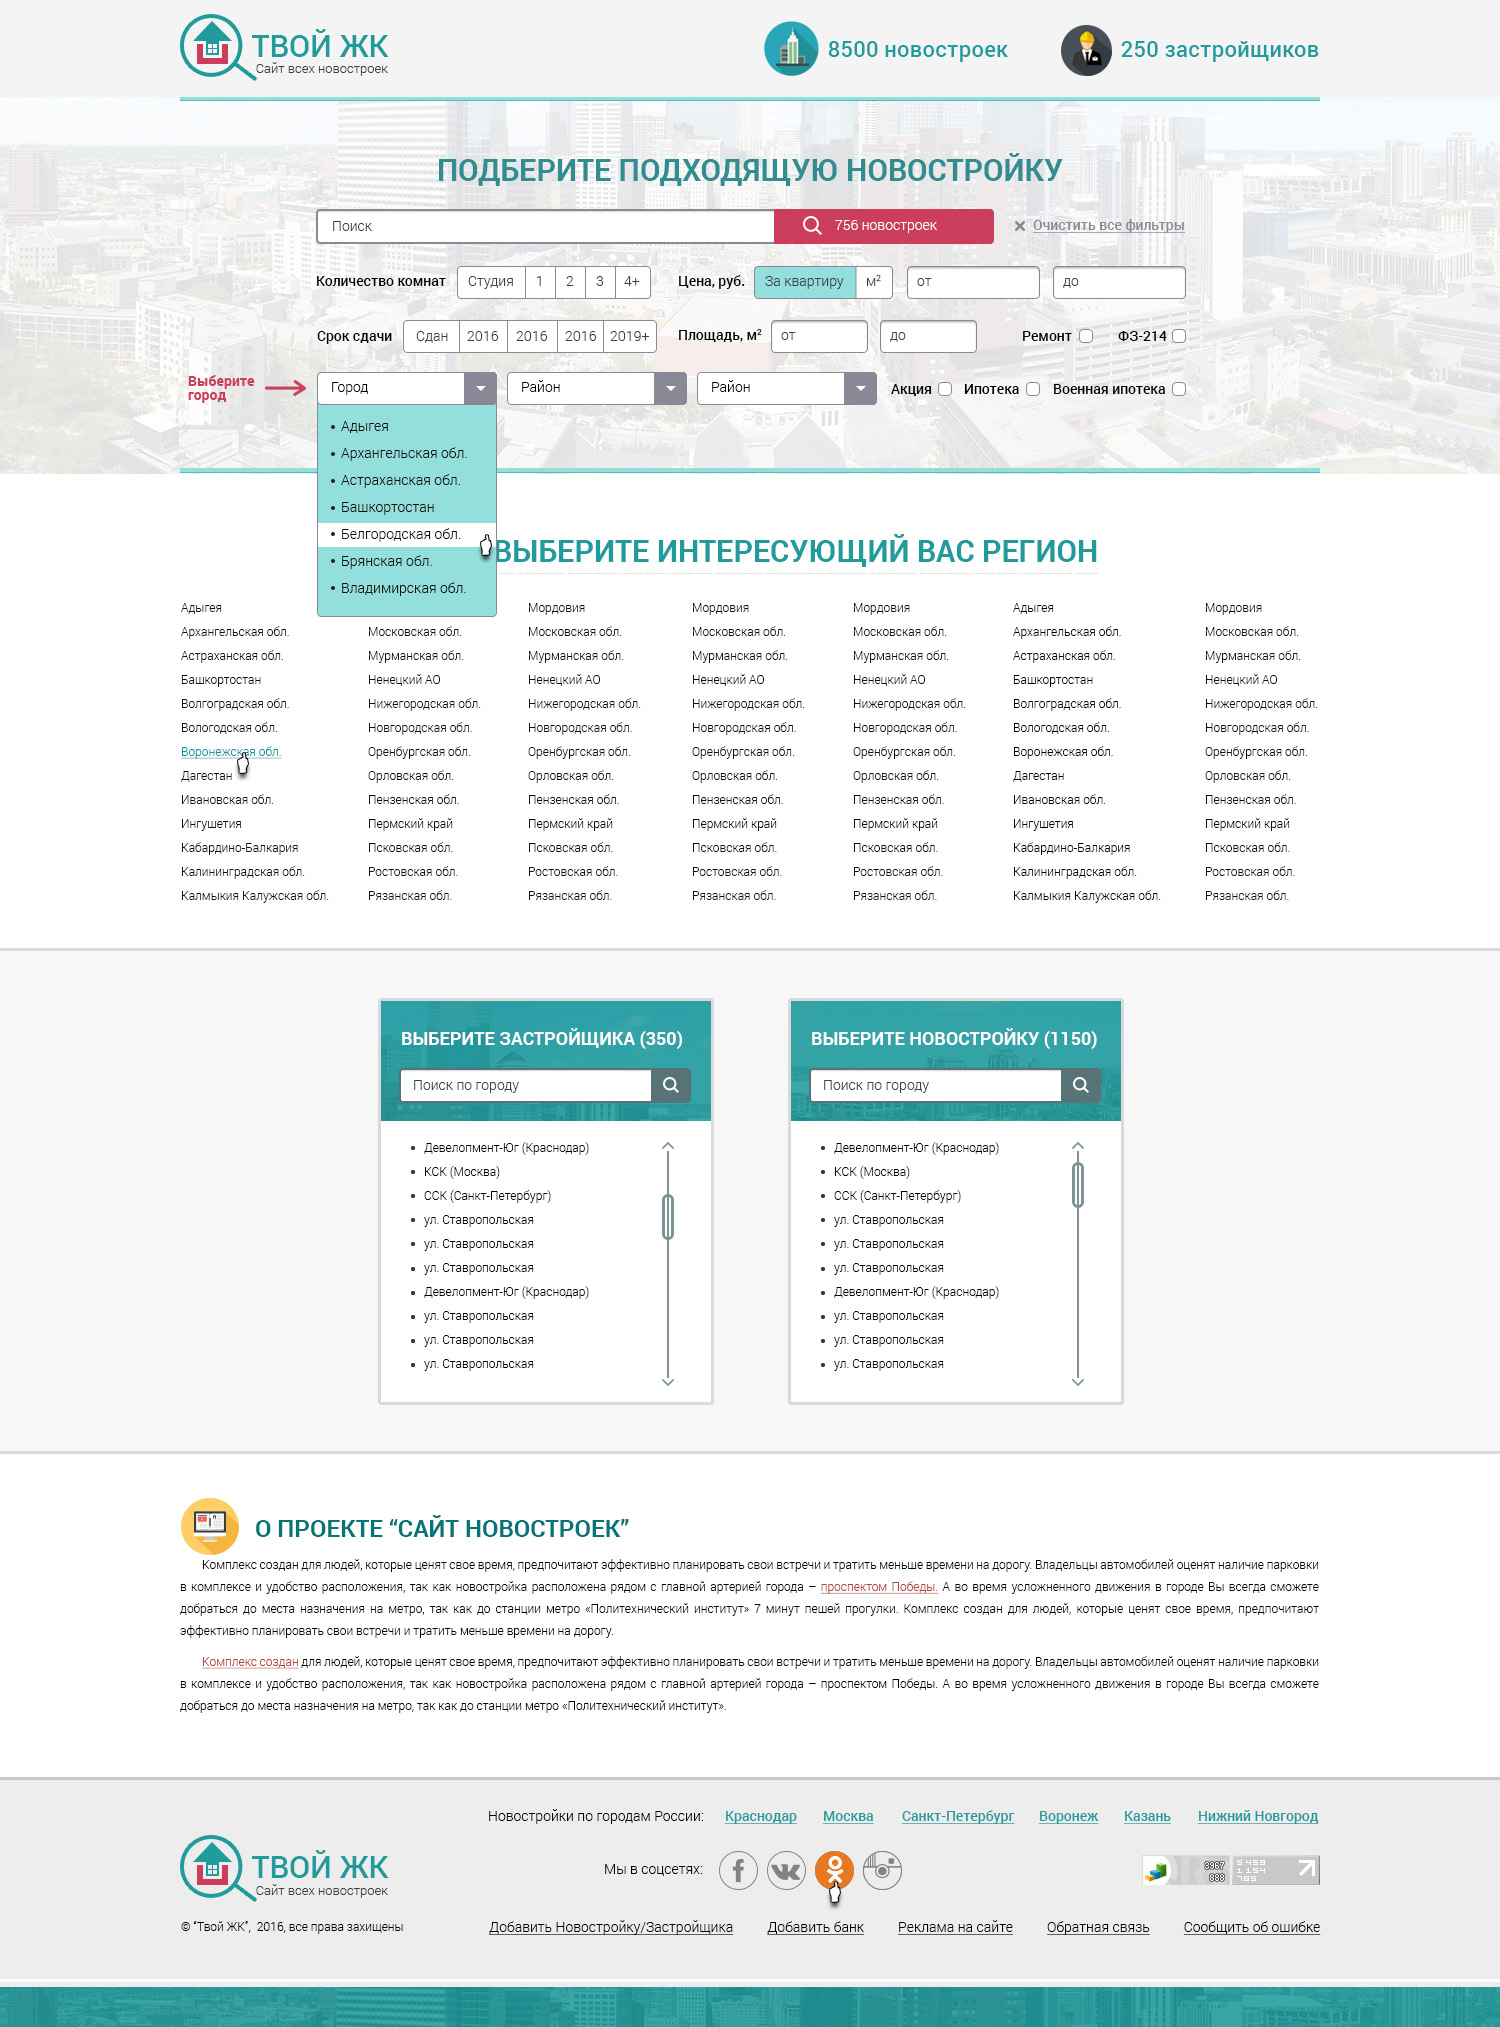 ТВОЙ ЖК
Сайт всех новостроек
8500 новостроек
250 застройщиков
ПОДБЕРИТЕ ПОДХОДЯЩУЮ НОВОСТРОЙКУ
Поиск
756 новостроек
Очистить все фильтры
Количество комнат Студия 1 2 3 4+ Цена, руб. За квартиру м² от до
Срок сдачи Сдан 2016 2016 2016 2019+ Площадь, м² от до Ремонт ФЗ-214
Выберите
город
Город Район Район Акция Ипотека Военная ипотека
Адыгея
Архангельская обл.
Астраханская обл.
Башкортостан
Белгородская обл.
Брянская обл.
Владимирская обл.
ВЫБЕРИТЕ ИНТЕРЕСУЮЩИЙ ВАС РЕГИОН
Адыгея Мордовия Мордовия Мордовия Адыгея Мордовия
Архангельская обл. Московская обл. Московская обл. Московская обл. Московская обл. Архангельская обл. Московская обл.
Астраханская обл. Мурманская обл. Мурманская обл. Мурманская обл. Мурманская обл. Астраханская обл. Мурманская обл.
Башкортостан Ненецкий АО Ненецкий АО Ненецкий АО Ненецкий АО Башкортостан Ненецкий АО
Волгоградская обл. Нижегородская обл. Нижегородская обл. Нижегородская обл. Нижегородская обл. Волгоградская обл. Нижегородская обл.
Вологодская обл. Новгородская обл. Новгородская обл. Новгородская обл. Новгородская обл. Вологодская обл. Новгородская обл.
Воронежская обл. Оренбургская обл. Оренбургская обл. Оренбургская обл. Оренбургская обл. Воронежская обл. Оренбургская обл.
Дагестан Орловская обл. Орловская обл. Орловская обл. Орловская обл. Дагестан Орловская обл.
Ивановская обл. Пензенская обл. Пензенская обл. Пензенская обл. Пензенская обл. Ивановская обл. Пензенская обл.
Ингушетия Пермский край Пермский край Пермский край Пермский край Ингушетия Пермский край
Кабардино-Балкария Псковская обл. Псковская обл. Псковская обл. Псковская обл. Кабардино-Балкария Псковская обл.
Калининградская обл. Ростовская обл. Ростовская обл. Ростовская обл. Ростовская обл. Калининградская обл. Ростовская обл.
Калмыкия Калужская обл. Рязанская обл. Рязанская обл. Рязанская обл. Рязанская обл. Калмыкия Калужская обл. Рязанская обл.
ВЫБЕРИТЕ ЗАСТРОЙЩИКА (350)
Поиск по городу
Девелопмент-Юг (Краснодар)
КСК (Москва)
ССК (Санкт-Петербург)
ул. Ставропольская
ул. Ставропольская
ул. Ставропольская
Девелопмент-Юг (Краснодар)
ул. Ставропольская
ул. Ставропольская
ул. Ставропольская
ВЫБЕРИТЕ НОВОСТРОЙКУ (1150)
Поиск по городу
Девелопмент-Юг (Краснодар)
КСК (Москва)
ССК (Санкт-Петербург)
ул. Ставропольская
ул. Ставропольская
ул. Ставропольская
Девелопмент-Юг (Краснодар)
ул. Ставропольская
ул. Ставропольская
ул. Ставропольская
О ПРОЕКТЕ “САЙТ НОВОСТРОЕК”
Комплекс создан для людей, которые ценят свое время, предпочитают эффективно планировать свои встречи и тратить меньше времени на дорогу. Владельцы автомобилей оценят наличие парковки
в комплексе и удобство расположения, так как новостройка расположена рядом с главной артерией города – проспектом Победы. А во время усложненного движения в городе Вы всегда сможете
добраться до места назначения на метро, так как до станции метро «Политехнический институт» 7 минут пешей прогулки. Комплекс создан для людей, которые ценят свое время, предпочитают
эффективно планировать свои встречи и тратить меньше времени на дорогу.
Комплекс создан для людей, которые ценят свое время, предпочитают эффективно планировать свои встречи и тратить меньше времени на дорогу. Владельцы автомобилей оценят наличие парковки
в комплексе и удобство расположения, так как новостройка расположена рядом с главной артерией города – проспектом Победы. А во время усложненного движения в городе Вы всегда сможете
добраться до места назначения на метро, так как до станции метро «Политехнический институт».
Новостройки по городам России: Краснодар Москва Санкт-Петербург Воронеж Казань Нижний Новгород
ТВОЙ ЖК
Сайт всех новостроек
Мы в соцсетях:
3967
888
5 459
1 154
785
© “Твой ЖК”, 2016, все права захищены
Добавить Новостройку/Застройщика Добавить банк Реклама на сайте Обратная связь Сообщить об ошибке